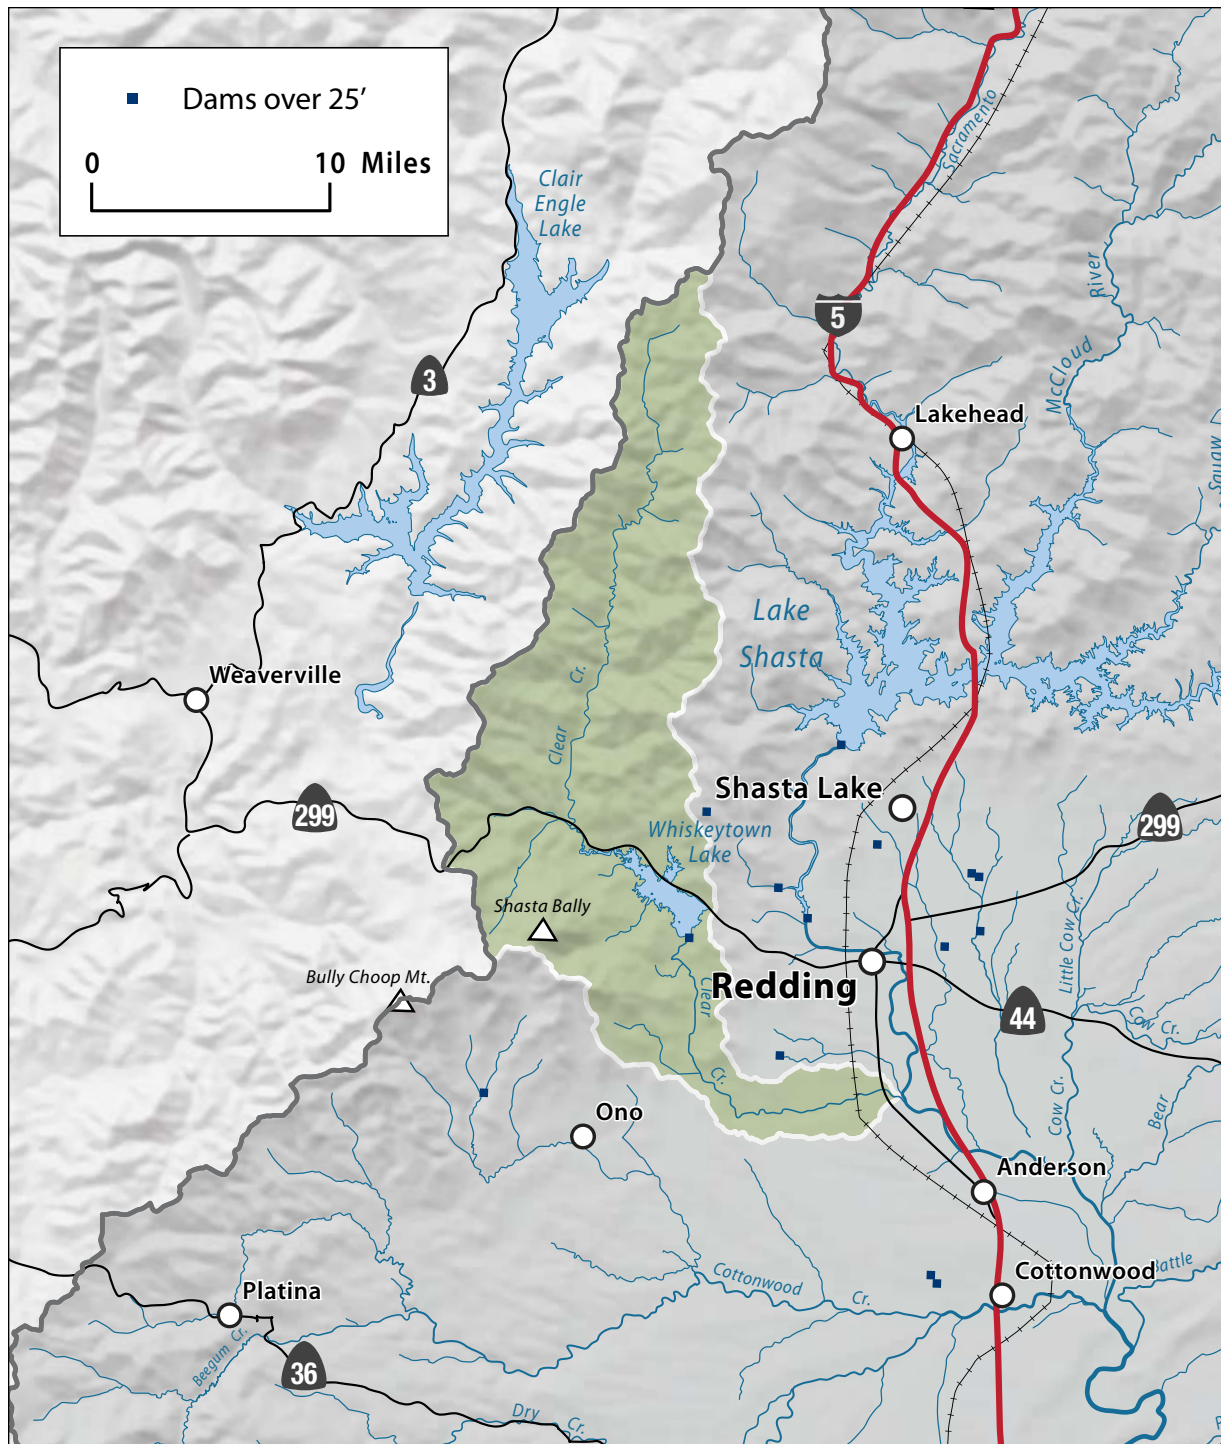 Dams over 25’
0 10 Miles
Clair
Engle
Lake
Sacramento
River
McCloud
5
3
Lakehead
Squaw
Lake
Shasta
Weaverville
Clear Cr.
Shasta Lake
299
299
Whiskeytown
Lake
Shasta Bally
Little Cow Cr.
Bully Choop Mt.
Redding
Clear Cr.
44
Cow Cr.
Ono
Cow Cr.
Bear
Anderson
Cottonwood
Battle
Platina
Cottonwood Cr.
Beegum Cr.
36
Dry Cr.